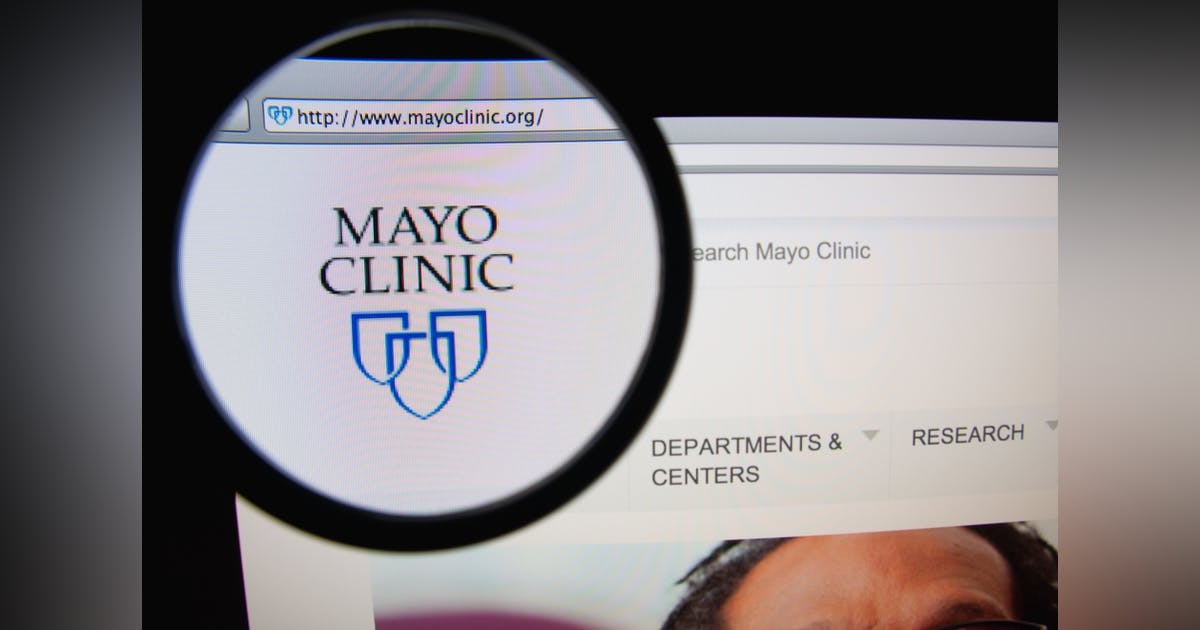 http://www.mayoclinic.org/
MAYO
CLINIC
earch Mayo Clinic
DEPARTMENTS &
CENTERS
RESEARCH